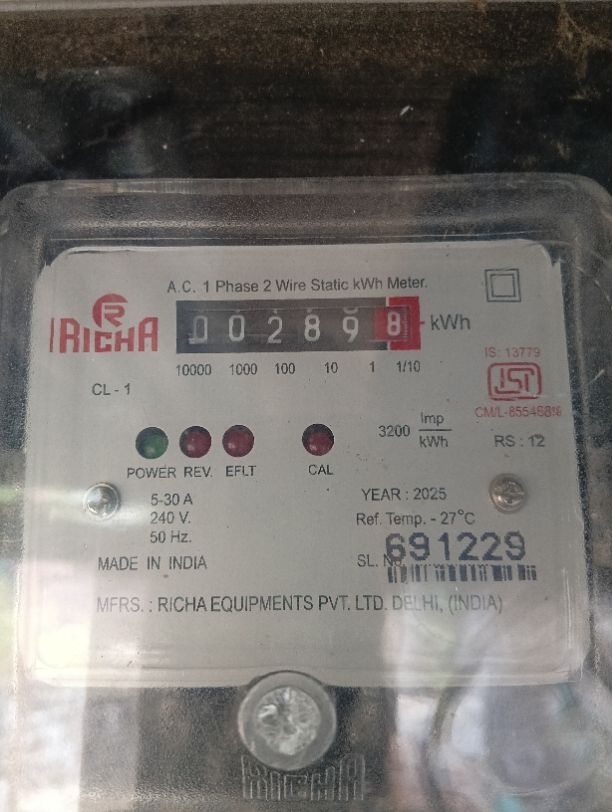 A.C. 1 Phase 2 Wire Static kWh Meter.
R
RICHA
002898 kWh
10000 1000 100 10 1 1/10
IS: 13779
ISI
CL - 1
3200 Imp
kWh
RS : 12
POWER REV. EFLT CAL
5-30 A
240 V.
50 Hz.
YEAR : 2025
Ref. Temp. - 27°C
MADE IN INDIA
SL. No. 691229
MFRS. : RICHA EQUIPMENTS PVT. LTD. DELHI, (INDIA)
RICHA